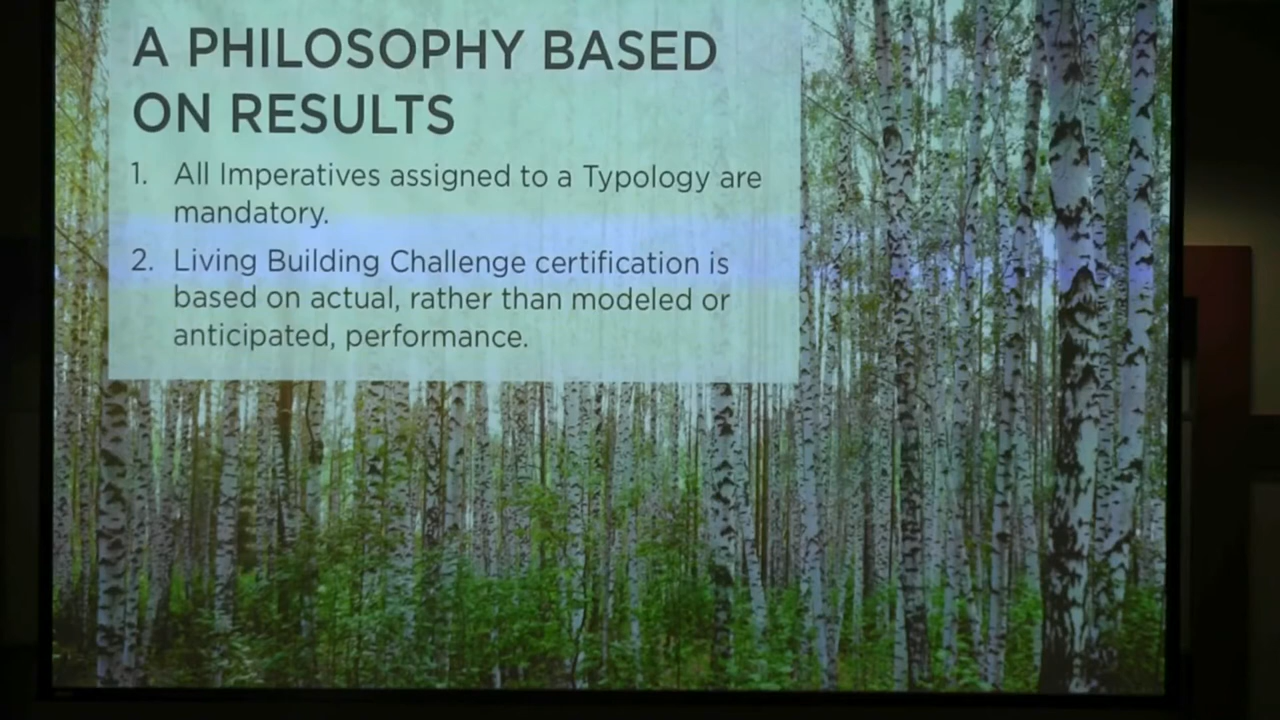 A PHILOSOPHY BASED
ON RESULTS
1. All Imperatives assigned to a Typology are
mandatory.
2. Living Building Challenge certification is
based on actual, rather than modeled or
anticipated, performance.